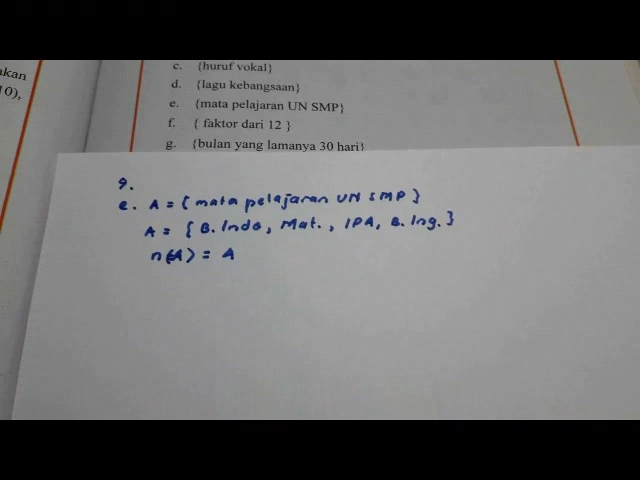 akan
10),
c. {huruf vokal}
d. {lagu kebangsaan}
e. {mata pelajaran UN SMP}
f. { faktor dari 12 }
g. {bulan yang lamanya 30 hari}
9.
e. A = { mata pelajaran UN SMP }
A = { B. Indo, Mat., IPA, B. Ing. }
n(A) = A